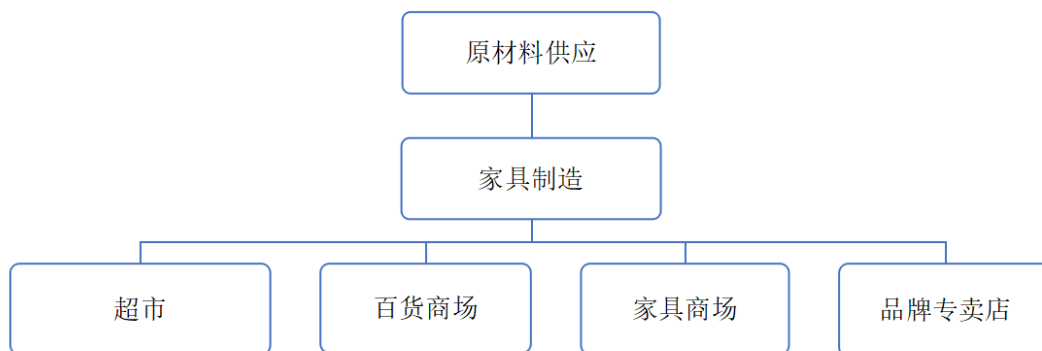 原材料供应
家具制造
超市
百货商场
家具商场
品牌专卖店